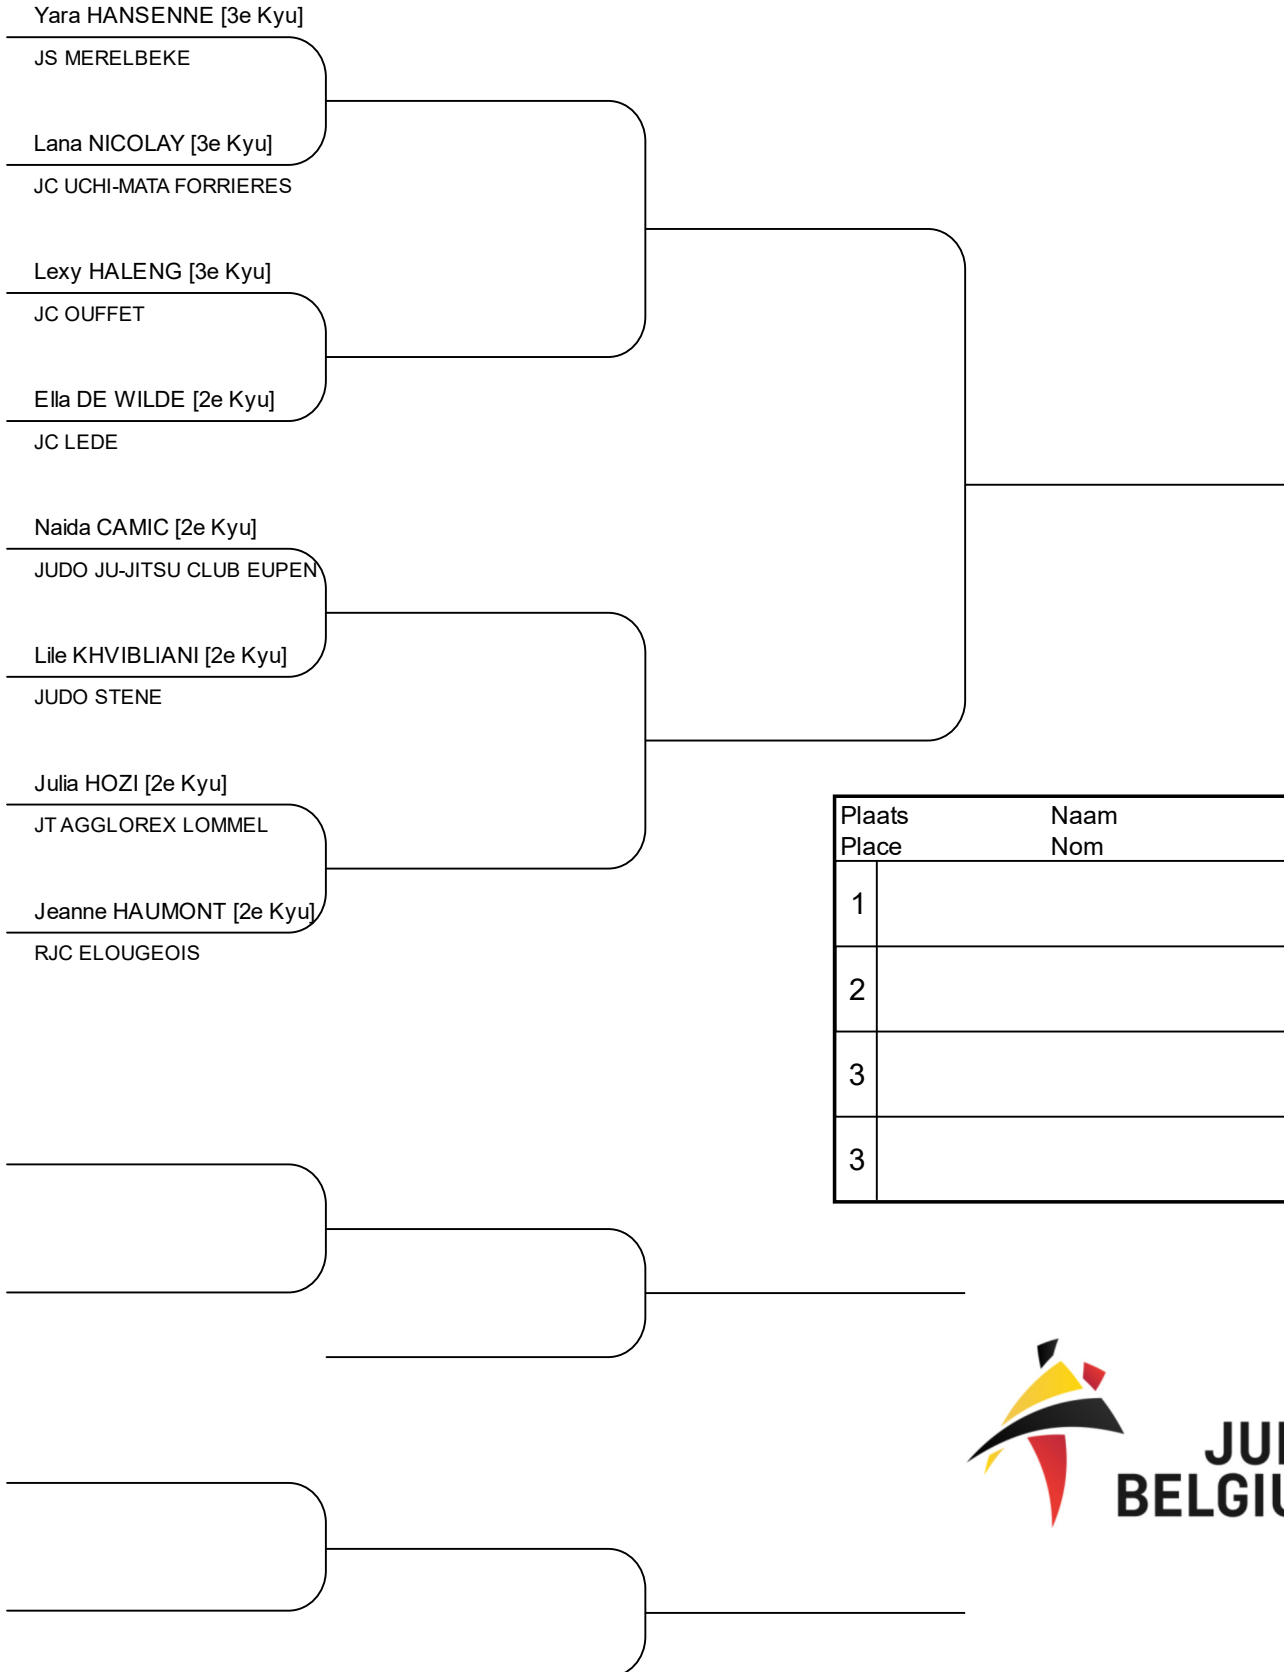 Yara HANSENNE [3e Kyu]
JS MERELBEKE
Lana NICOLAY [3e Kyu]
JC UCHI-MATA FORRIERES
Lexy HALENG [3e Kyu]
JC OUFFET
Ella DE WILDE [2e Kyu]
JC LEDE
Naida CAMIC [2e Kyu]
JUDO JU-JITSU CLUB EUPEN
Lile KHVIBLIANI [2e Kyu]
JUDO STENE
Julia HOZI [2e Kyu]
JT AGGLOREX LOMMEL
Jeanne HAUMONT [2e Kyu]
RJC ELOUGEOIS
Plaats Naam
Place Nom
1
2
3
3